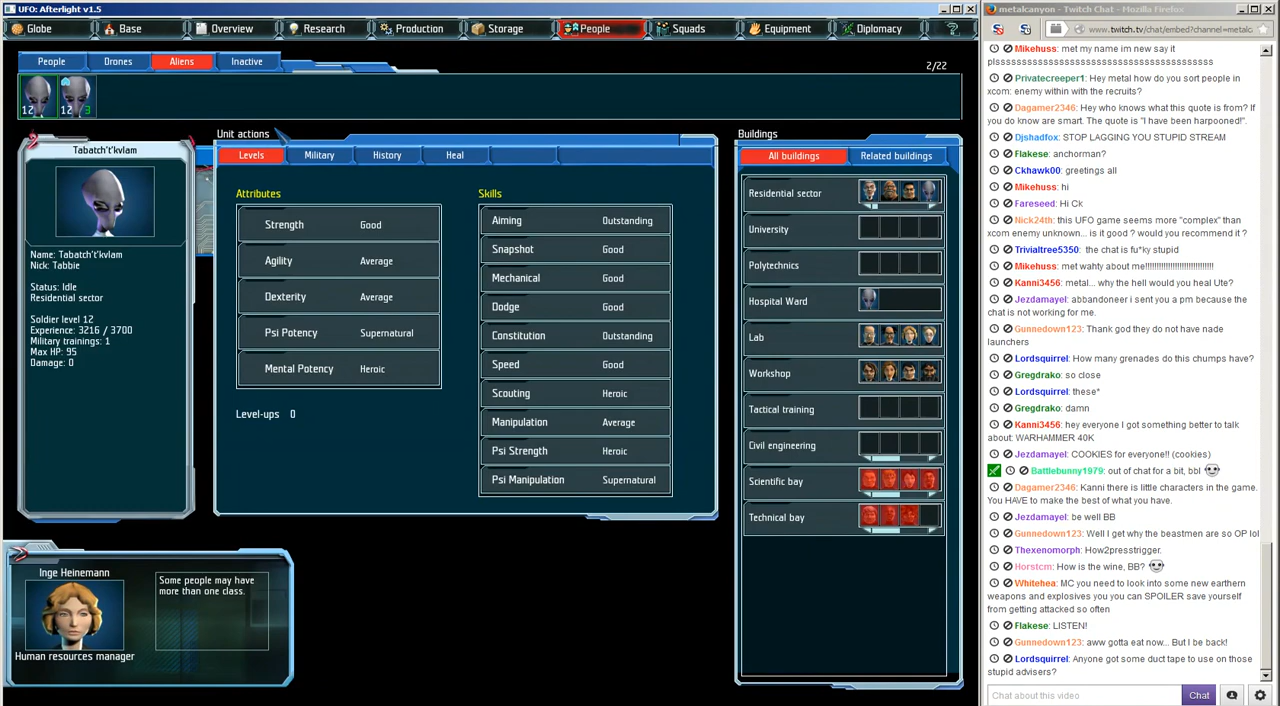 UFO: Afterlight v1.5
Globe
Base
Overview
Research
Production
Storage
People
Squads
Equipment
Diplomacy
?
People
Drones
Aliens
Inactive
2/22
12
12
3
Tabatch't'kvlam
Name: Tabatch't'kvlam
Nick: Tabbie
Status: Idle
Residential sector
Soldier level 12
Experience: 3216 / 3700
Military trainings: 1
Max HP: 95
Damage: 0
Unit actions
Levels
Military
History
Heal
Attributes
Strength Good
Agility Average
Dexterity Average
Psi Potency Supernatural
Mental Potency Heroic
Level-ups 0
Skills
Aiming Outstanding
Snapshot Good
Mechanical Good
Dodge Good
Constitution Outstanding
Speed Good
Scouting Heroic
Manipulation Average
Psi Strength Heroic
Psi Manipulation Supernatural
Buildings
All buildings
Related buildings
Residential sector
University
Polytechnics
Hospital Ward
Lab
Workshop
Tactical training
Civil engineering
Scientific bay
Technical bay
Inge Heinemann
Human resources manager
Some people may have
more than one class.
metalcanyon - Twitch Chat - Mozilla Firefox
www.twitch.tv/chat/embed?channel=metalc
Mikehuss: met my name im new say it
plssssssssssssssssssssssssssssssssssssssssss
Privatecreeper1: Hey metal how do you sort people in
xcom: enemy within with the recruits?
Dagamer2346: Hey who knows what this quote is from? If
you do know are smart. The quote is "I have been harpooned!".
Djshadfox: STOP LAGGING YOU STUPID STREAM
Flakese: anchorman?
Ckhawk00: greetings all
Mikehuss: hi
Fareseed: Hi Ck
Nick24th: this UFO game seems more "complex" than
xcom enemy unknown... is it good ? would you recommend it ?
Trivialtree5350: the chat is fu*ky stupid
Mikehuss: met wahty about me!!!!!!!!!!!!!!!!!!!!!!!!!!!!!!
Kanni3456: metal... why the hell would you heal Ute?
Jezdamayel: abbandoneer i sent you a pm because the
chat is not working for me.
Gunnedown123: Thank god they do not have nade
launchers
Lordsquirrel: How many grenades do this chumps have?
Gregdrako: so close
Lordsquirrel: these*
Gregdrako: damn
Kanni3456: hey everyone I got something better to talk
about: WARHAMMER 40K
Jezdamayel: COOKIES for everyone!! (cookies)
Battlebunny1979: out of chat for a bit, bbl
Dagamer2346: Kanni there is little characters in the game.
You HAVE to make the best of what you have.
Jezdamayel: be well BB
Gunnedown123: Well I get why the beastmen are so OP lol
Thexenomorph: How2presstrigger.
Horstcm: How is the wine, BB?
Whitehea: MC you need to look into some new earthern
weapons and explosives you you can SPOILER save yourself
from getting attacked so often
Flakese: LISTEN!
Gunnedown123: aww gotta eat now... But I be back!
Lordsquirrel: Anyone got some duct tape to use on those
stupid advisers?
Chat about this video
Chat